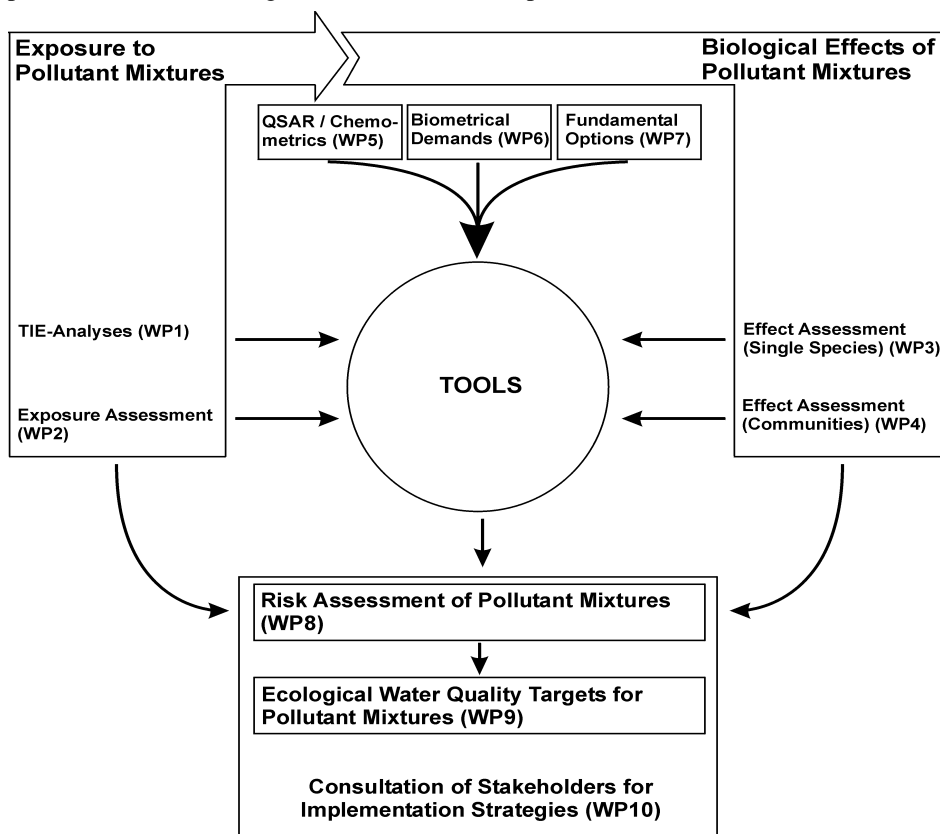 Exposure to
Pollutant Mixtures
Biological Effects of
Pollutant Mixtures
QSAR / Chemo-
metrics (WP5)
Biometrical
Demands (WP6)
Fundamental
Options (WP7)
TIE-Analyses (WP1)
Exposure Assessment
(WP2)
TOOLS
Effect Assessment
(Single Species) (WP3)
Effect Assessment
(Communities) (WP4)
Risk Assessment of Pollutant Mixtures
(WP8)
Ecological Water Quality Targets for
Pollutant Mixtures (WP9)
Consultation of Stakeholders for
Implementation Strategies (WP10)